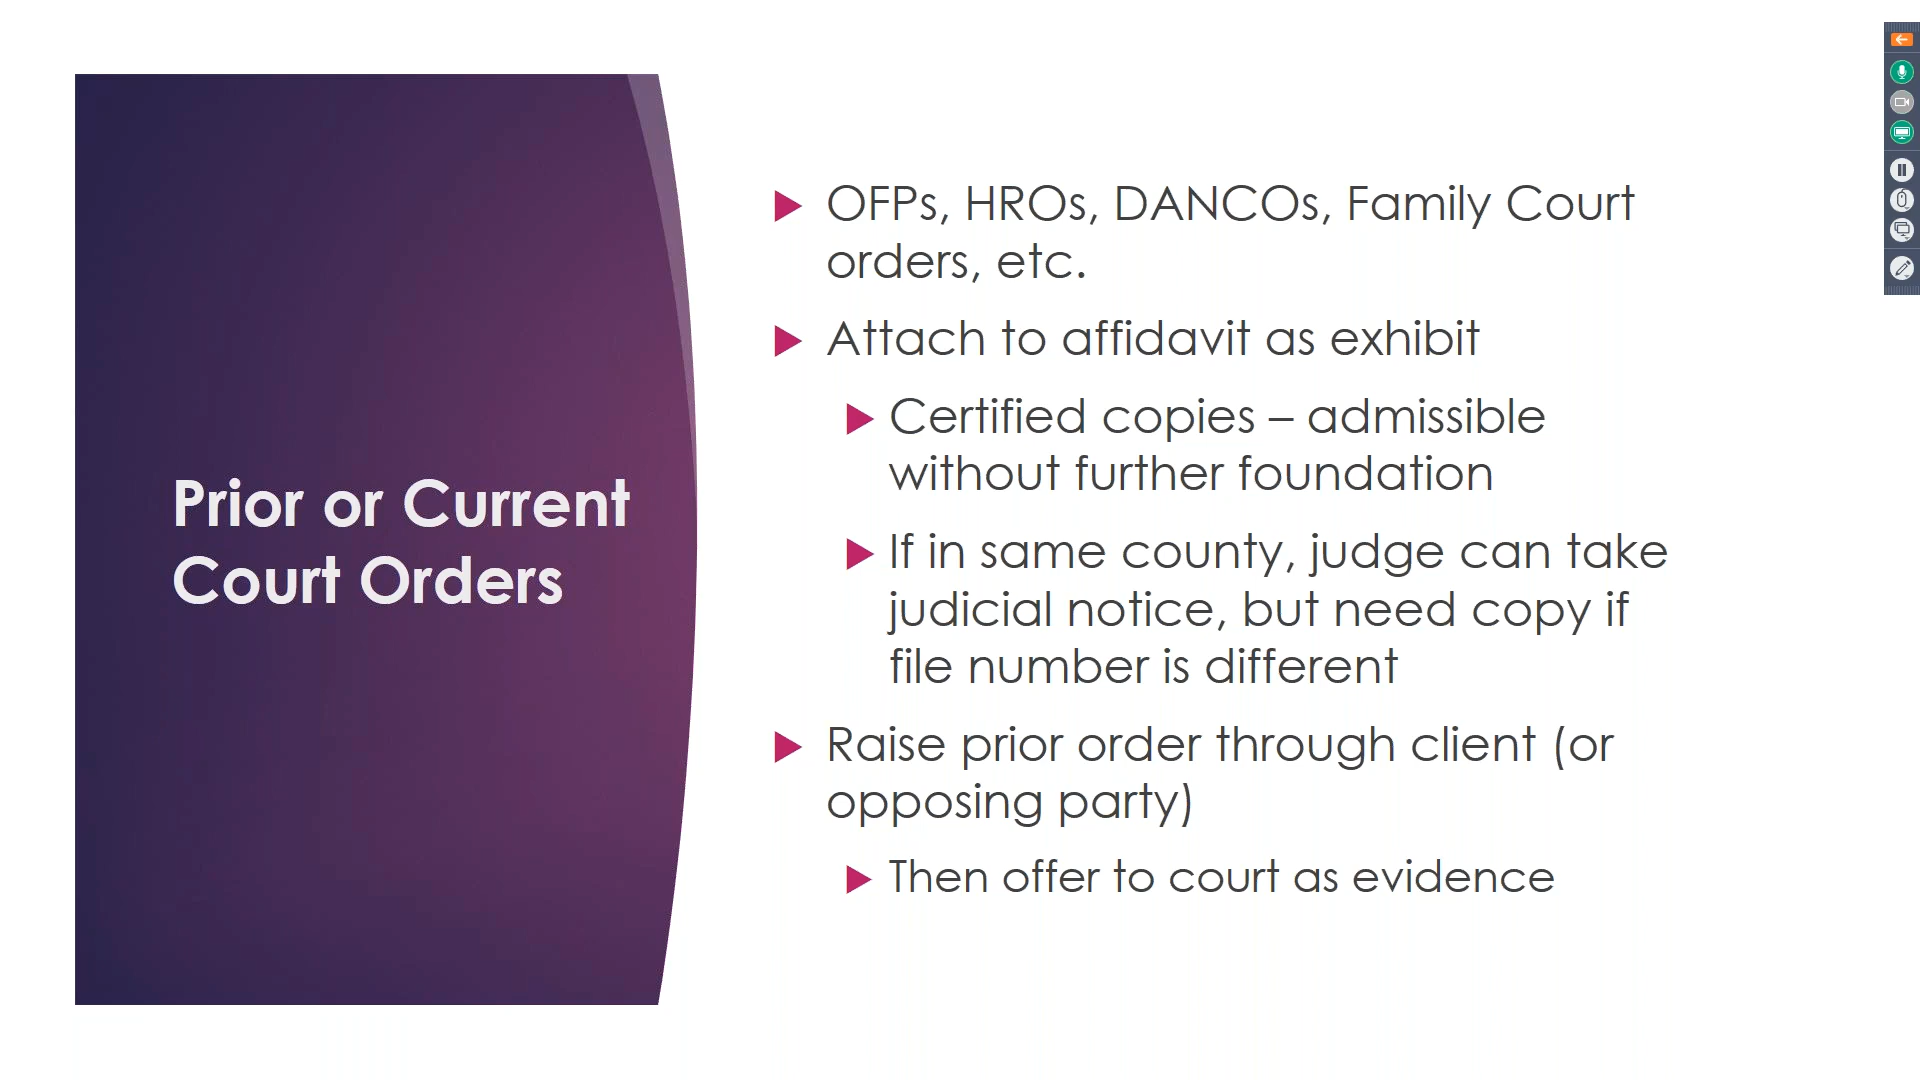 Prior or Current
Court Orders
OFPs, HROs, DANCOs, Family Court
orders, etc.
Attach to affidavit as exhibit
Certified copies – admissible
without further foundation
If in same county, judge can take
judicial notice, but need copy if
file number is different
Raise prior order through client (or
opposing party)
Then offer to court as evidence